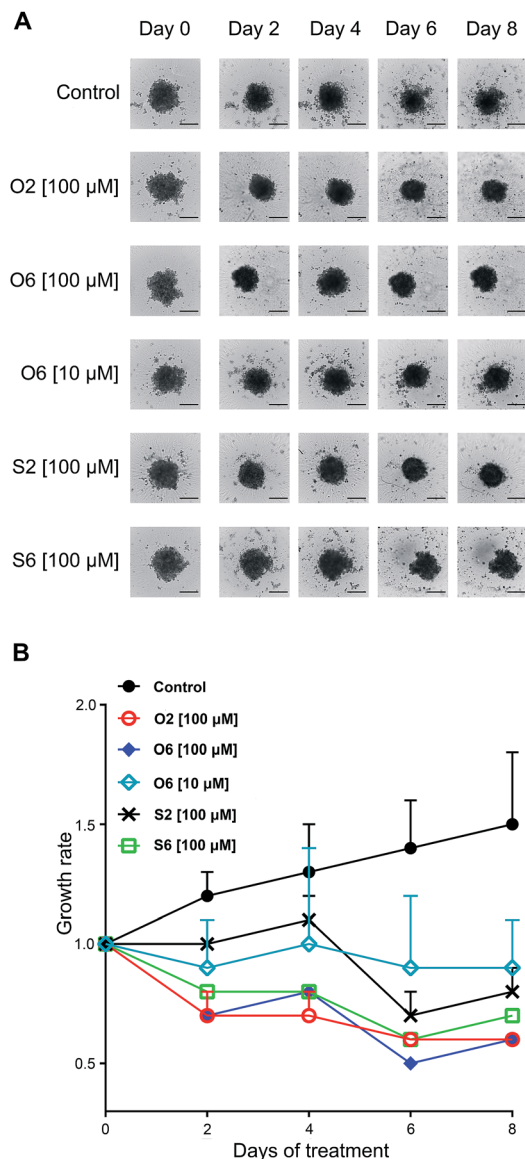 A
Day 0 Day 2 Day 4 Day 6 Day 8
Control
O2 [100 µM]
O6 [100 µM]
O6 [10 µM]
S2 [100 µM]
S6 [100 µM]
B
Control
O2 [100 µM]
O6 [100 µM]
O6 [10 µM]
S2 [100 µM]
S6 [100 µM]
Growth rate
2.0
1.5
1.0
0.5
0 2 4 6 8
Days of treatment